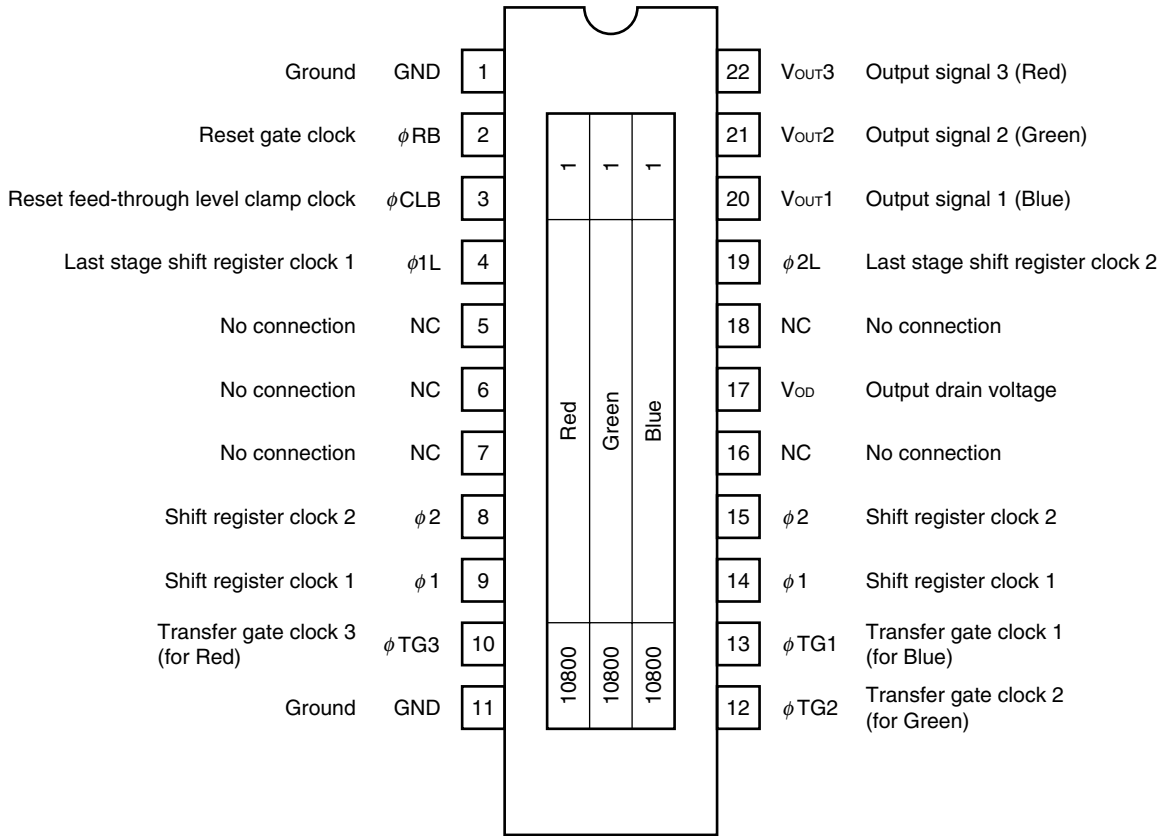 Ground GND 1
Reset gate clock φRB 2
Reset feed-through level clamp clock φCLB 3
Last stage shift register clock 1 φ1L 4
No connection NC 5
No connection NC 6
No connection NC 7
Shift register clock 2 φ2 8
Shift register clock 1 φ1 9
Transfer gate clock 3
(for Red) φTG3 10
Ground GND 11
1 1 1
Red Green Blue
10800 10800 10800
22 VOUT3 Output signal 3 (Red)
21 VOUT2 Output signal 2 (Green)
20 VOUT1 Output signal 1 (Blue)
19 φ2L Last stage shift register clock 2
18 NC No connection
17 VOD Output drain voltage
16 NC No connection
15 φ2 Shift register clock 2
14 φ1 Shift register clock 1
13 φTG1 Transfer gate clock 1
(for Blue)
12 φTG2 Transfer gate clock 2
(for Green)